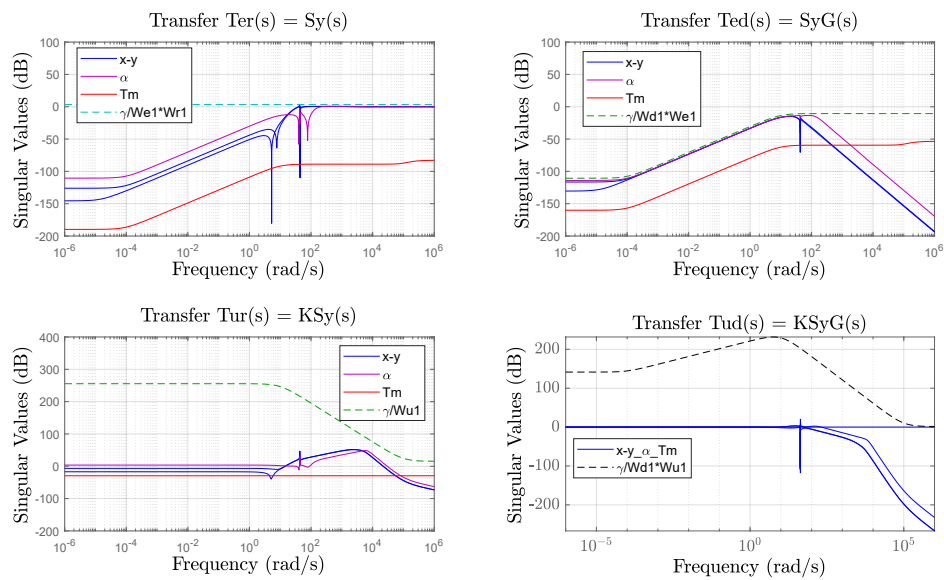 Transfer Ter(s) = Sy(s)
Singular Values (dB)
100
50
0
-50
-100
-150
-200
x-y
α
Tm
γ/We1*Wr1
10^-6
10^-4
10^-2
10^0
10^2
10^4
10^6
Frequency (rad/s)
Transfer Ted(s) = SyG(s)
Singular Values (dB)
100
50
0
-50
-100
-150
-200
x-y
α
Tm
γ/Wd1*We1
10^-6
10^-4
10^-2
10^0
10^2
10^4
10^6
Frequency (rad/s)
Transfer Tur(s) = KSy(s)
Singular Values (dB)
400
300
200
100
0
-100
-200
x-y
α
Tm
γ/Wu1
10^-6
10^-4
10^-2
10^0
10^2
10^4
10^6
Frequency (rad/s)
Transfer Tud(s) = KSyG(s)
Singular Values (dB)
200
100
0
-100
-200
x-y_α_Tm
γ/Wd1*Wu1
10^-5
10^0
10^5
Frequency (rad/s)